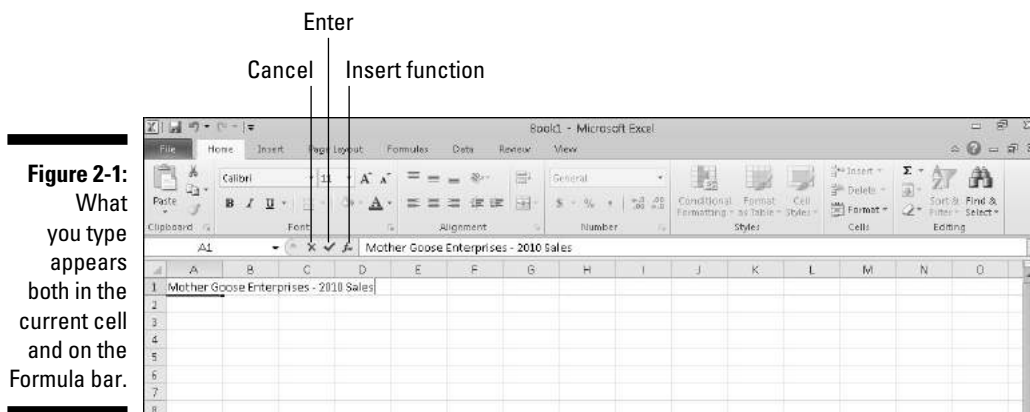 Enter
Cancel Insert function
Figure 2-1:
What
you type
appears
both in the
current cell
and on the
Formula bar.
Book1 - Microsoft Excel
File Home Insert Page Layout Formulas Data Review View
Calibri 11 A A General Conditional Format Cell Insert Σ
Paste B I U A $ % , Formatting as Table Styles Delete Sort & Find &
Format Filter Select
Clipboard Font Alignment Number Styles Cells Editing
A1 fx Mother Goose Enterprises - 2010 Sales
A B C D E F G H I J K L M N O
1 Mother Goose Enterprises - 2010 Sales
2
3
4
5
6
7
8